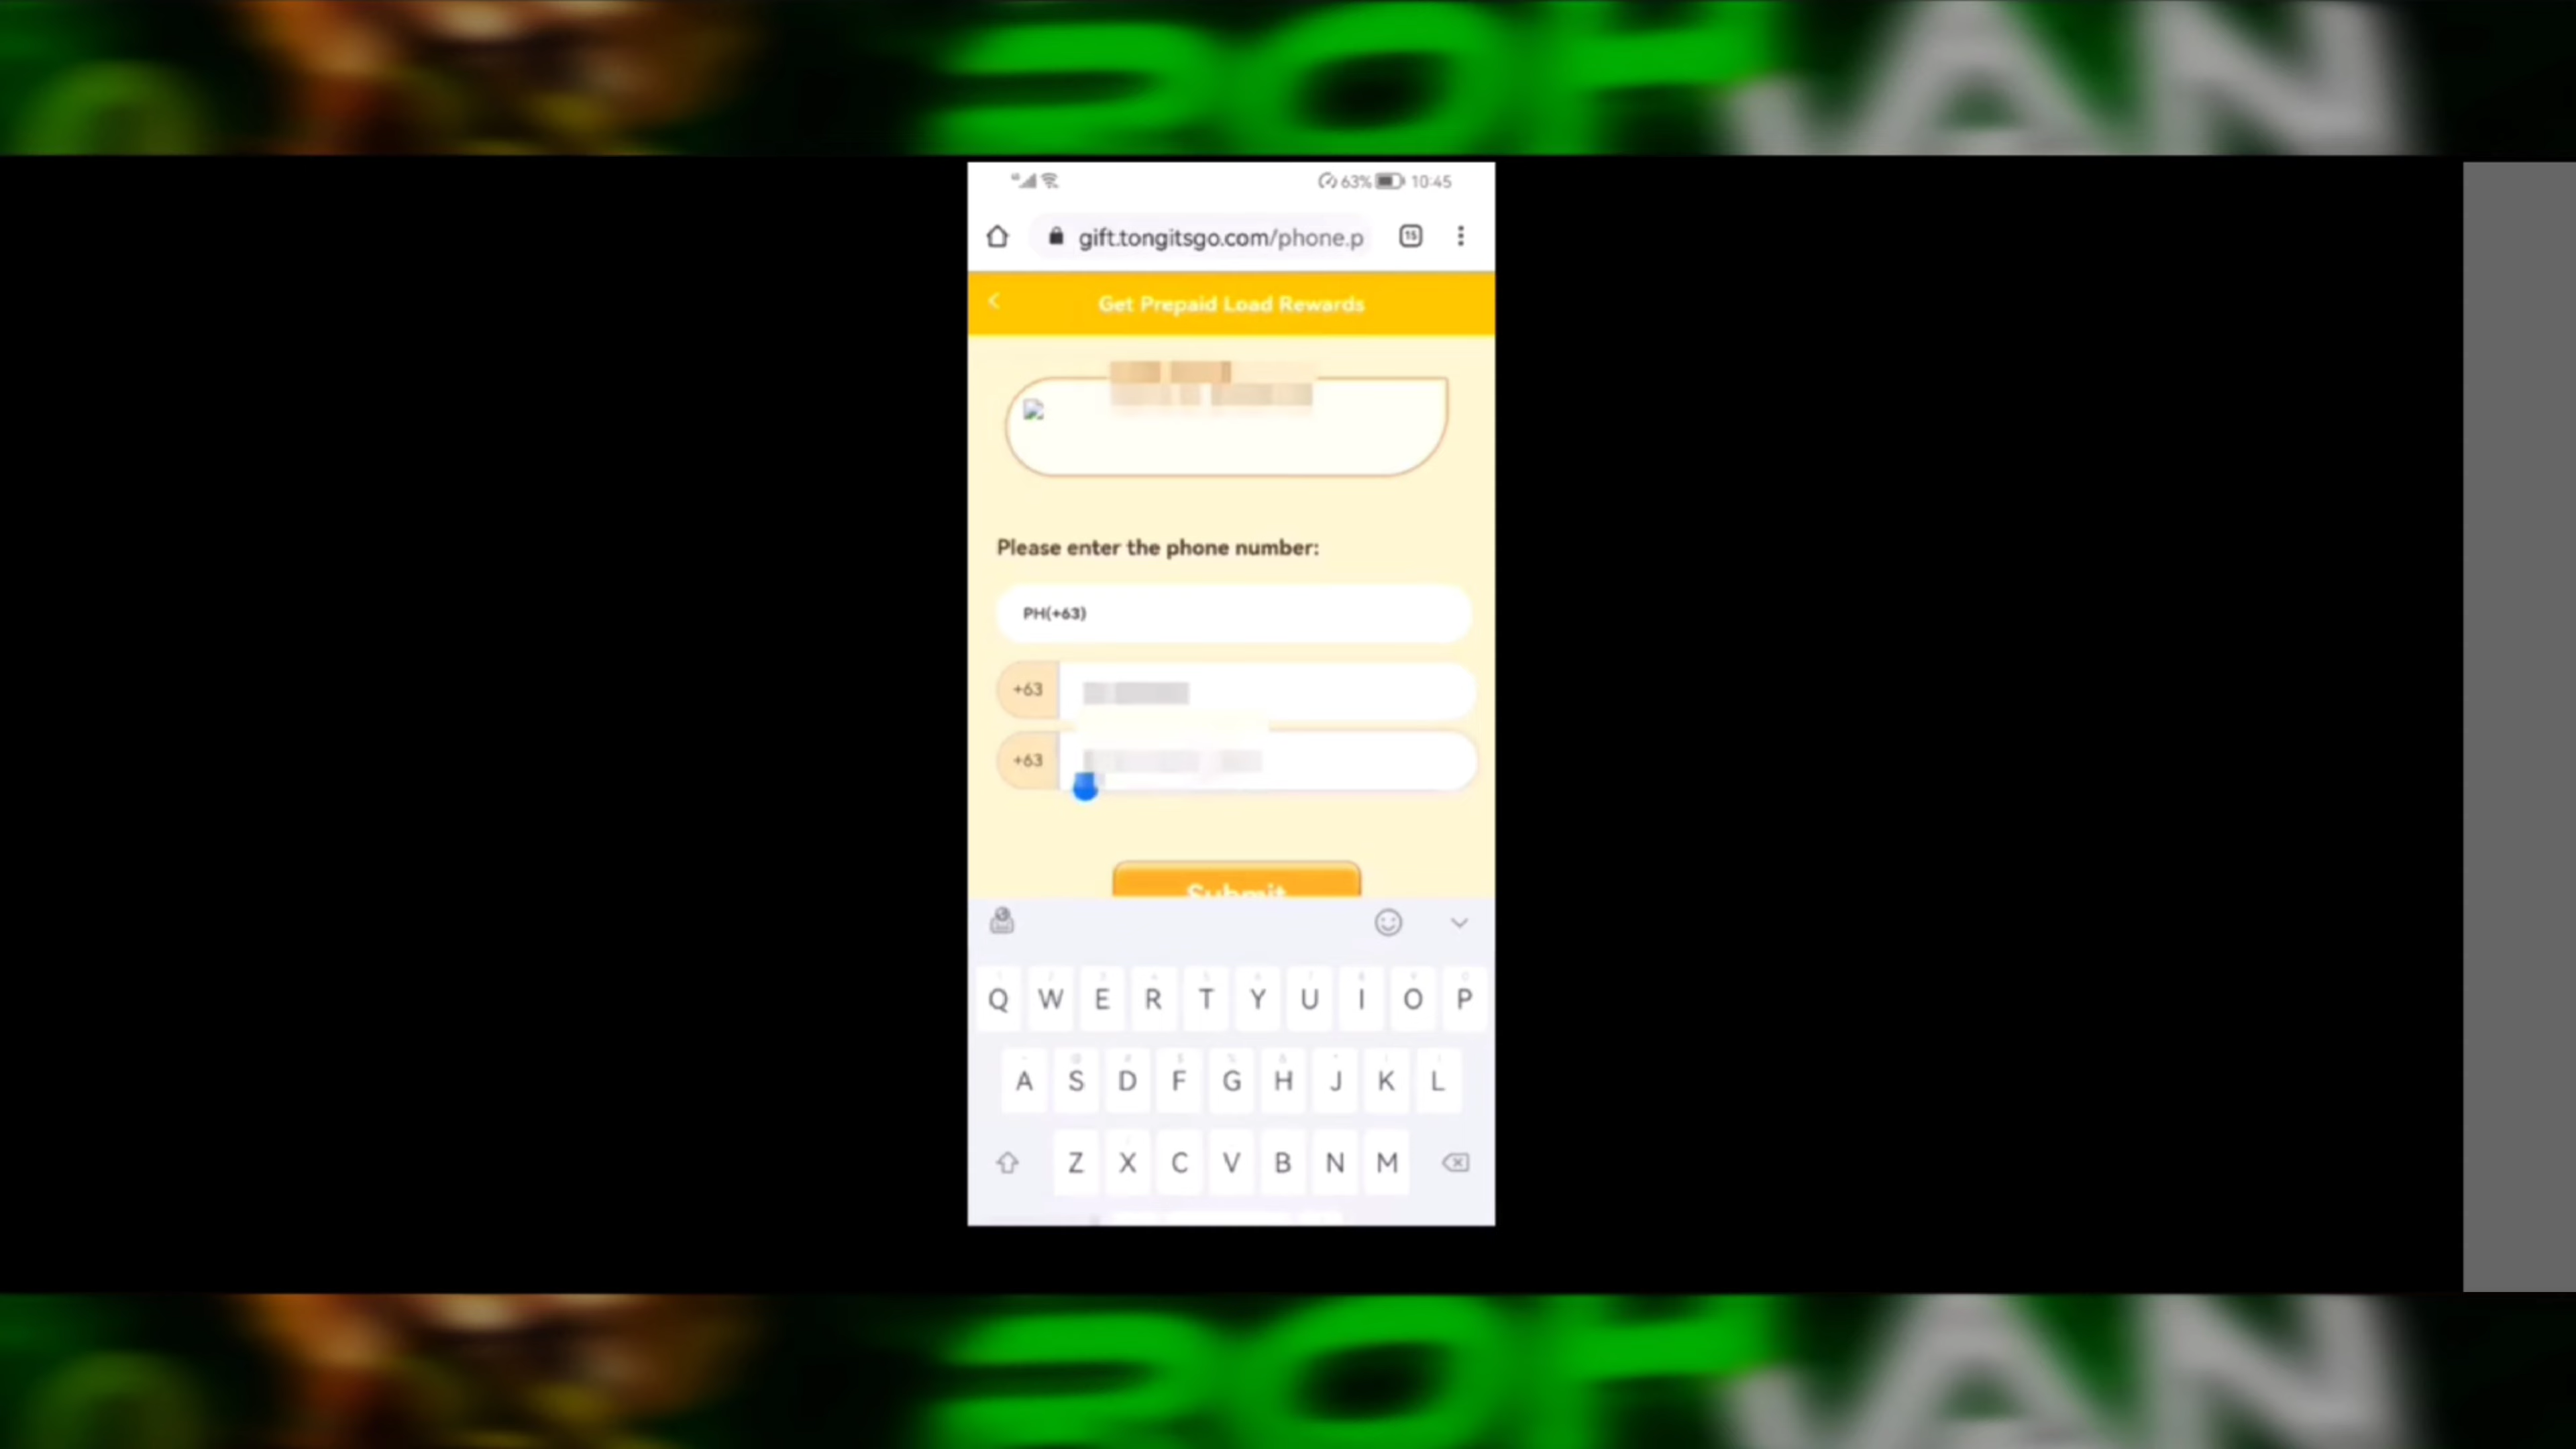 63% 10:45
gift.tongitsgo.com/phone.p
15
Get Prepaid Load Rewards
Please enter the phone number:
PH(+63)
+63
+63
Submit
Q W E R T Y U I O P
A S D F G H J K L
Z X C V B N M